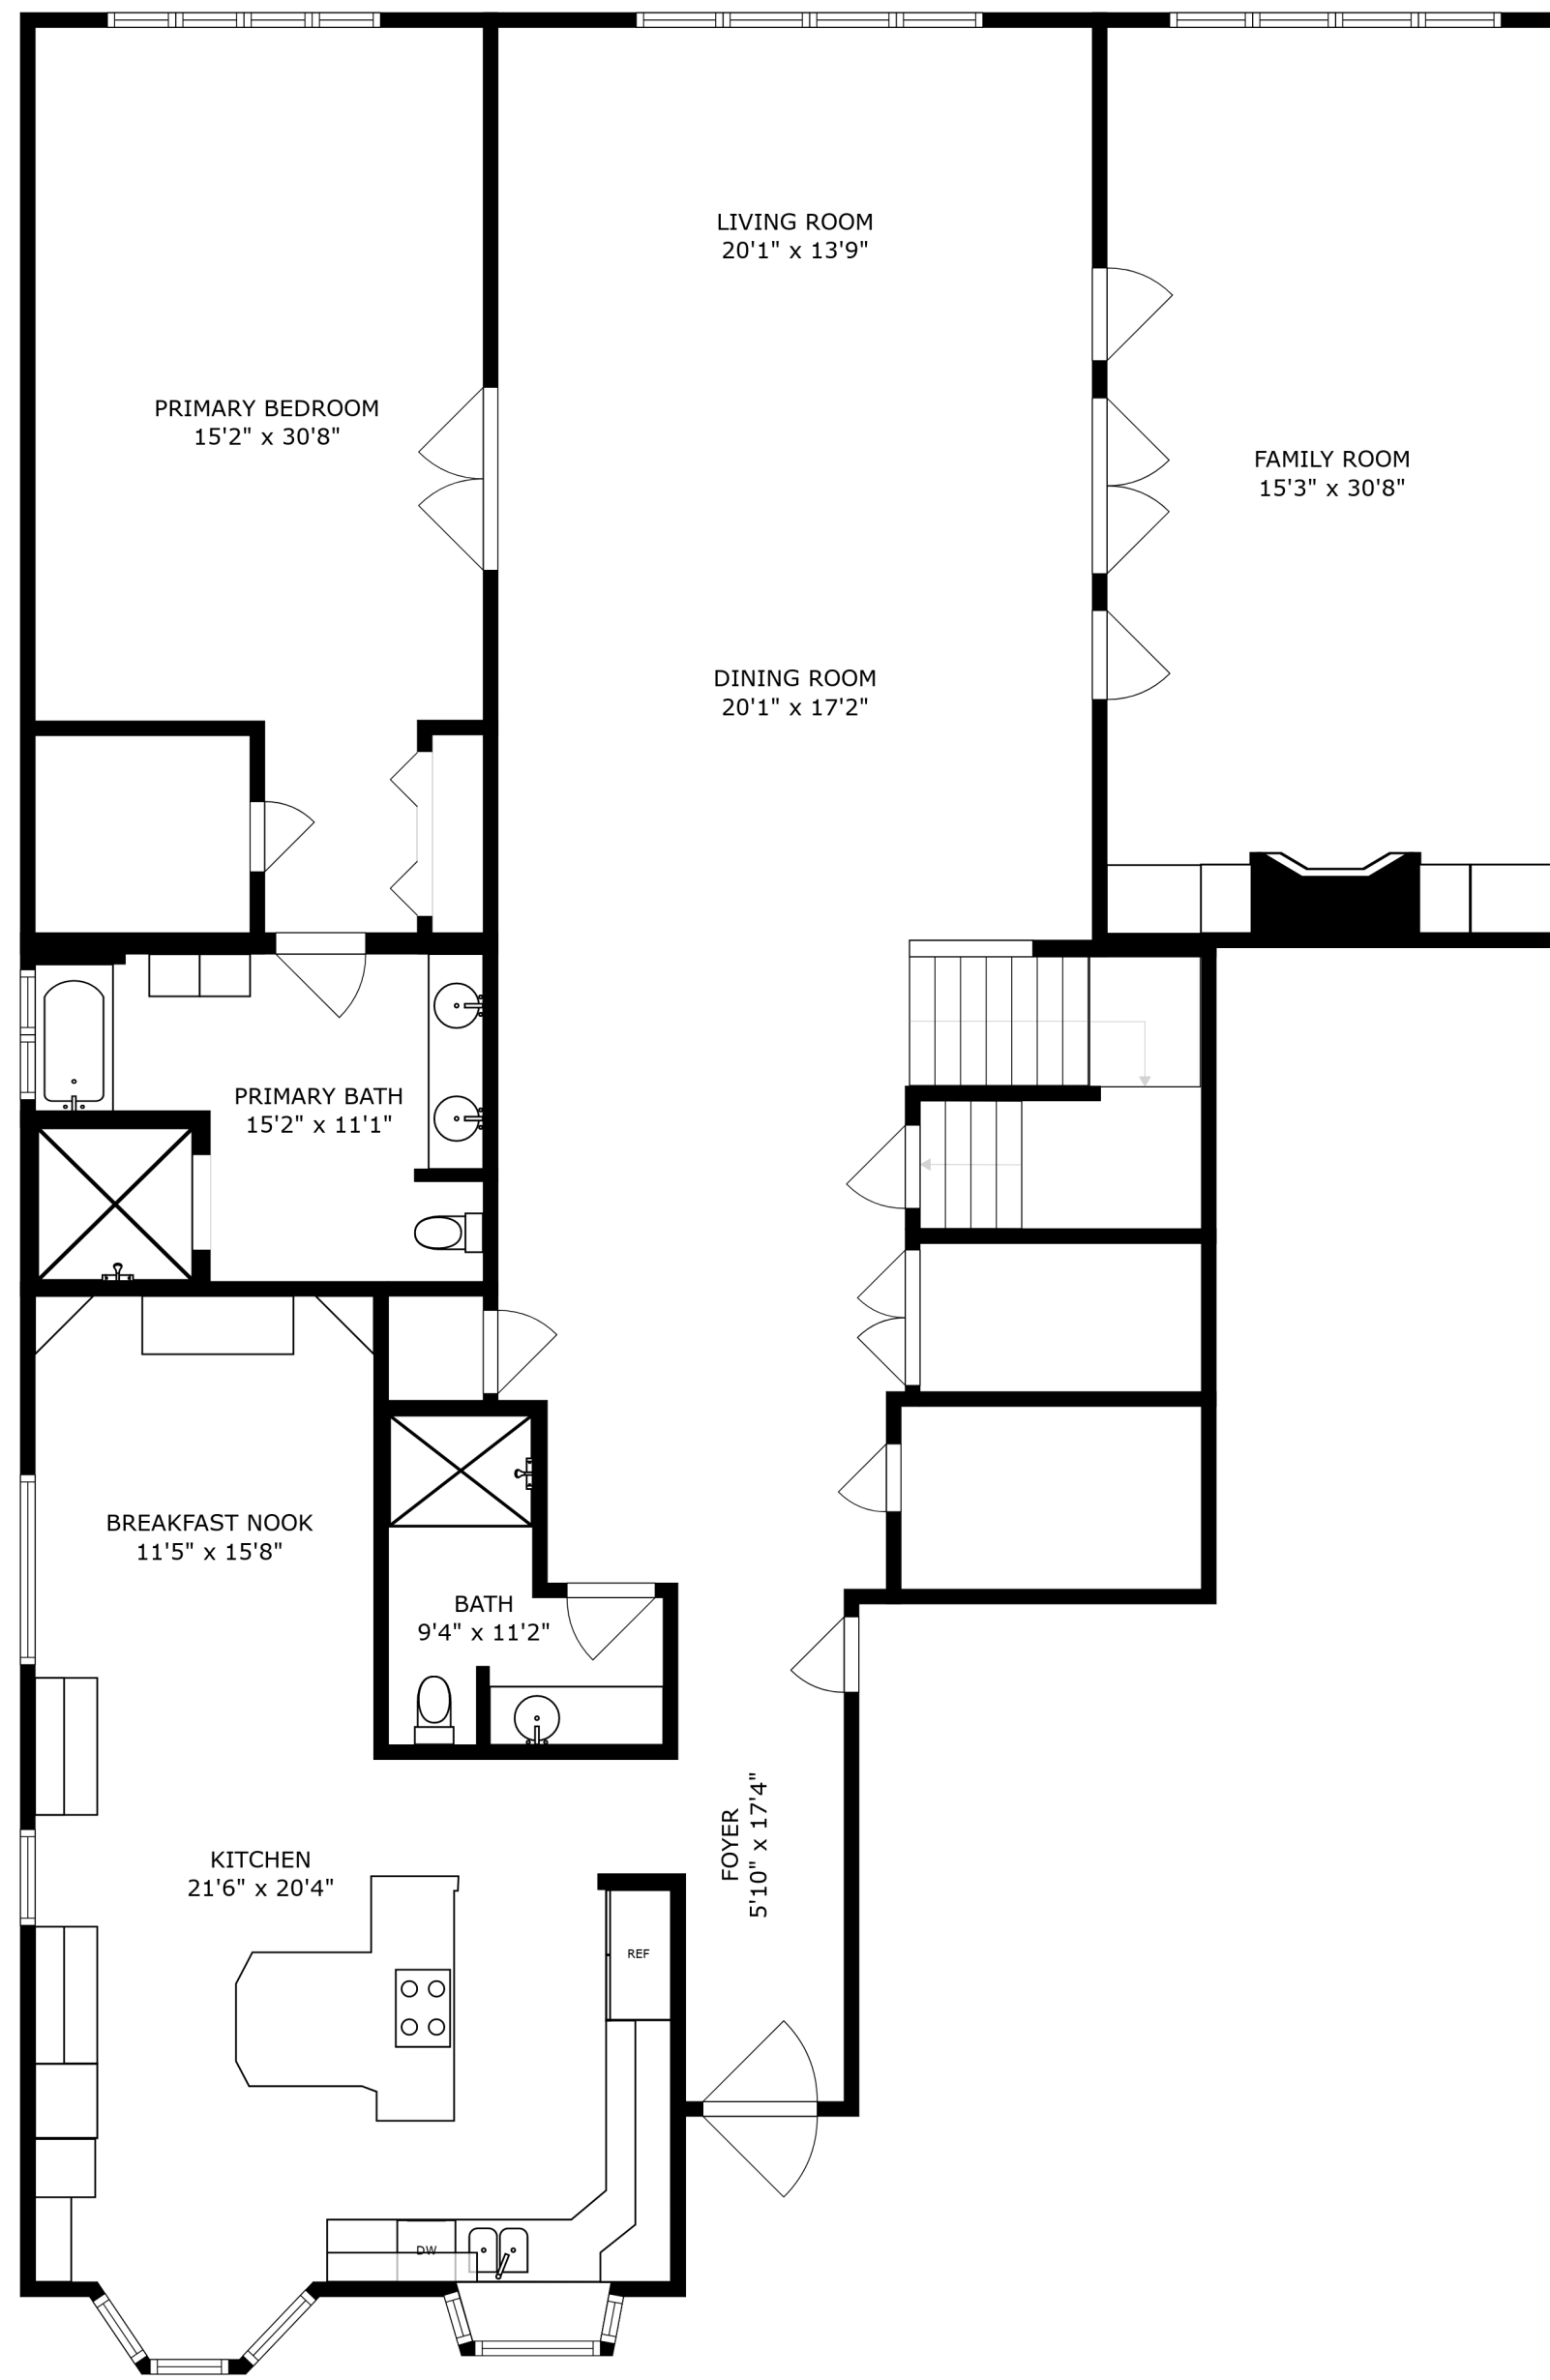 LIVING ROOM
20'1" x 13'9"
PRIMARY BEDROOM
15'2" x 30'8"
FAMILY ROOM
15'3" x 30'8"
DINING ROOM
20'1" x 17'2"
PRIMARY BATH
15'2" x 11'1"
BREAKFAST NOOK
11'5" x 15'8"
BATH
9'4" x 11'2"
FOYER
5'10" x 17'4"
KITCHEN
21'6" x 20'4"
REF
DW